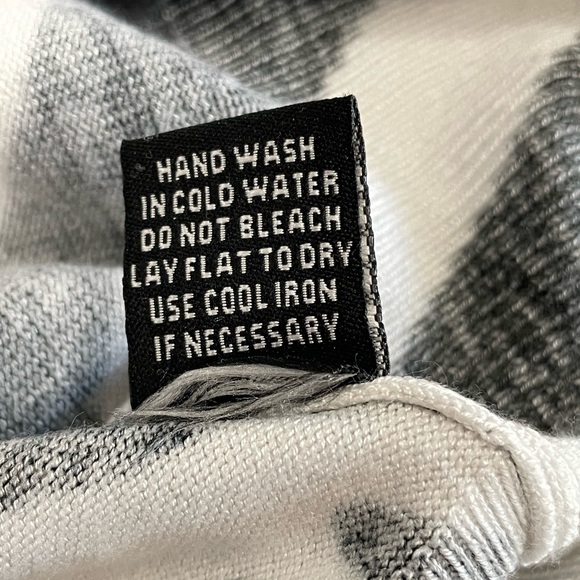 HAND WASH
IN COLD WATER
DO NOT BLEACH
LAY FLAT TO DRY
USE COOL IRON
IF NECESSARY